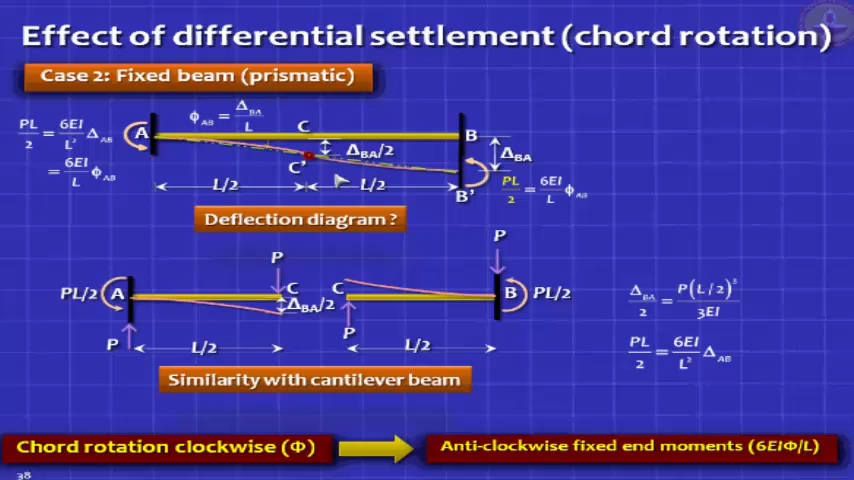 Effect of differential settlement (chord rotation)
Case 2: Fixed beam (prismatic)
PL/2 = 6EI/L² Δ_AB
= 6EI/L ϕ_AB
A
ϕ_AB = Δ_BA/L
C
B
Δ_BA/2
Δ_BA
C'
L/2
L/2
B'
PL/2 = 6EI/L ϕ_AB
Deflection diagram ?
P
P
PL/2
A
C
Δ_BA/2
C
B
PL/2
P
P
L/2
L/2
Δ_BA/2 = P(L/2)³/3EI
PL/2 = 6EI/L² Δ_AB
Similarity with cantilever beam
Chord rotation clockwise (Φ)
Anti-clockwise fixed end moments (6EIΦ/L)
38